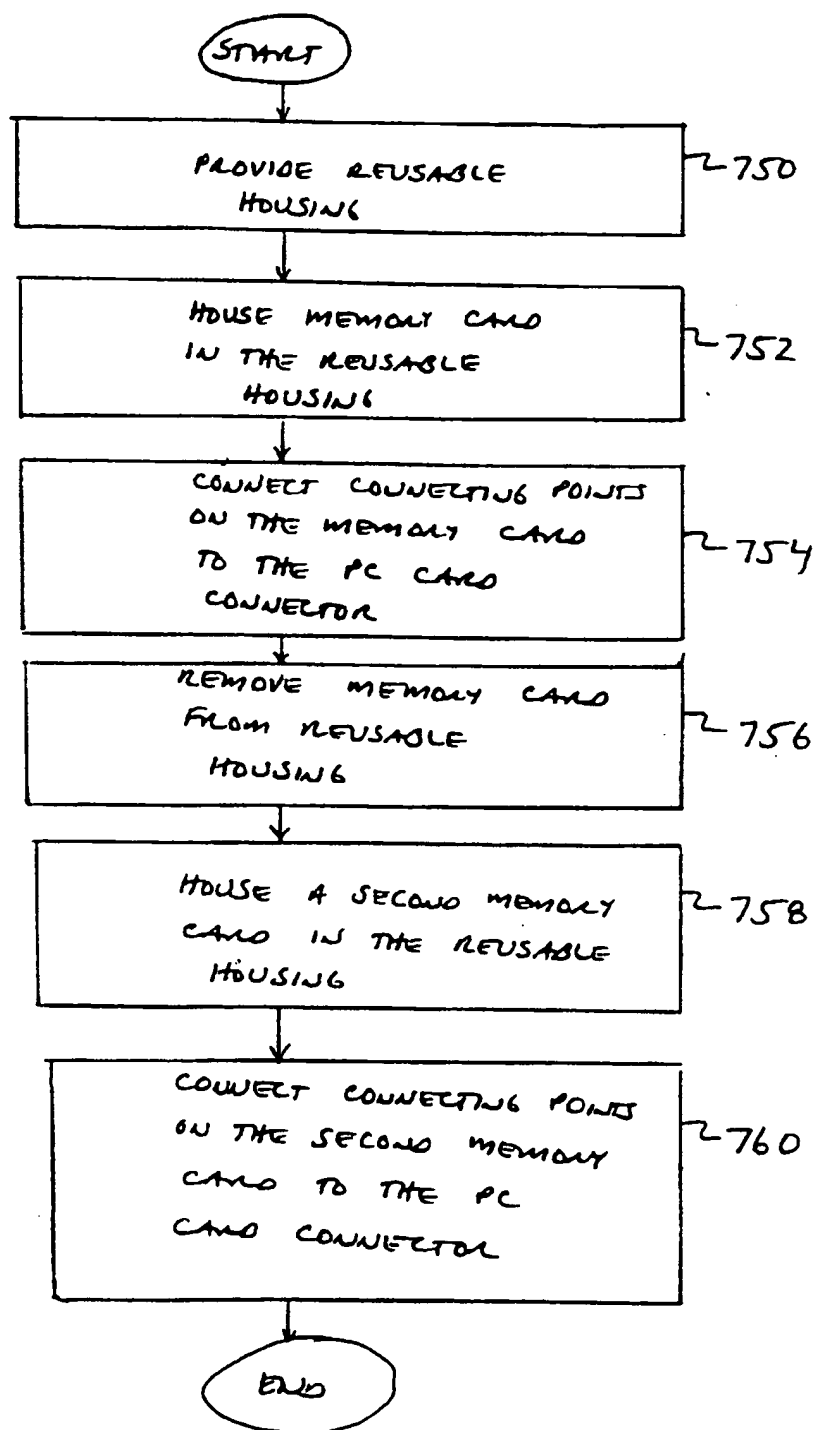 START
PROVIDE REUSABLE
HOUSING
750
HOUSE MEMORY CARD
IN THE REUSABLE
HOUSING
752
CONNECT CONNECTING POINTS
ON THE MEMORY CARD
TO THE PC CARD
CONNECTOR
754
REMOVE MEMORY CARD
FROM REUSABLE
HOUSING
756
HOUSE A SECOND MEMORY
CARD IN THE REUSABLE
HOUSING
758
CONNECT CONNECTING POINTS
ON THE SECOND MEMORY
CARD TO THE PC
CARD CONNECTOR
760
END